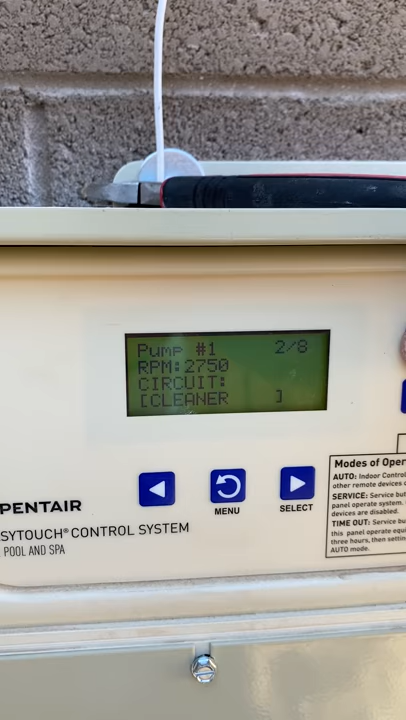 Pump #1 2/8
RPM:2750
CIRCUIT:
[CLEANER ]
MENU
SELECT
PENTAIR
SYTOUCH® CONTROL SYSTEM
POOL AND SPA
Modes of Oper
AUTO: Indoor Control
other remote devices
SERVICE: Service but
panel operate system.
devices are disabled.
TIME OUT: Service bu
this panel operate equi
three hours, then settin
AUTO mode.